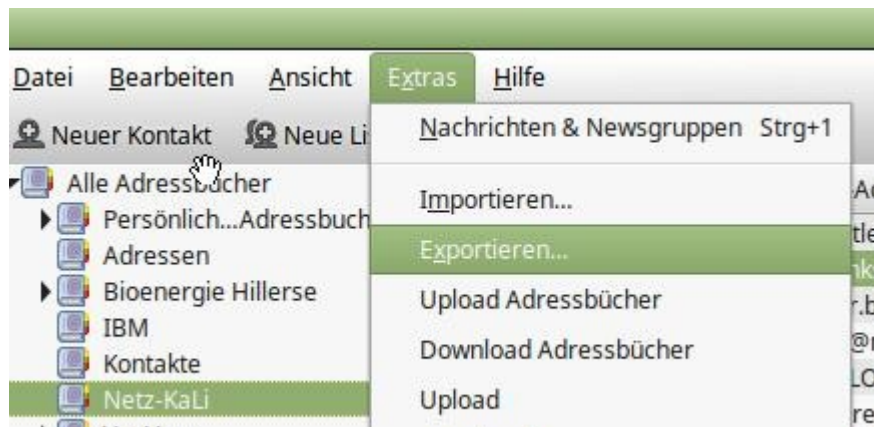 Datei Bearbeiten Ansicht Extras Hilfe
Neuer Kontakt Neue Li
Nachrichten & Newsgruppen Strg+1
Importieren...
Exportieren...
Upload Adressbücher
Download Adressbücher
Upload
Alle Adressbücher
Persönlich...Adressbuch
Adressen
Bioenergie Hillerse
IBM
Kontakte
Netz-KaLi